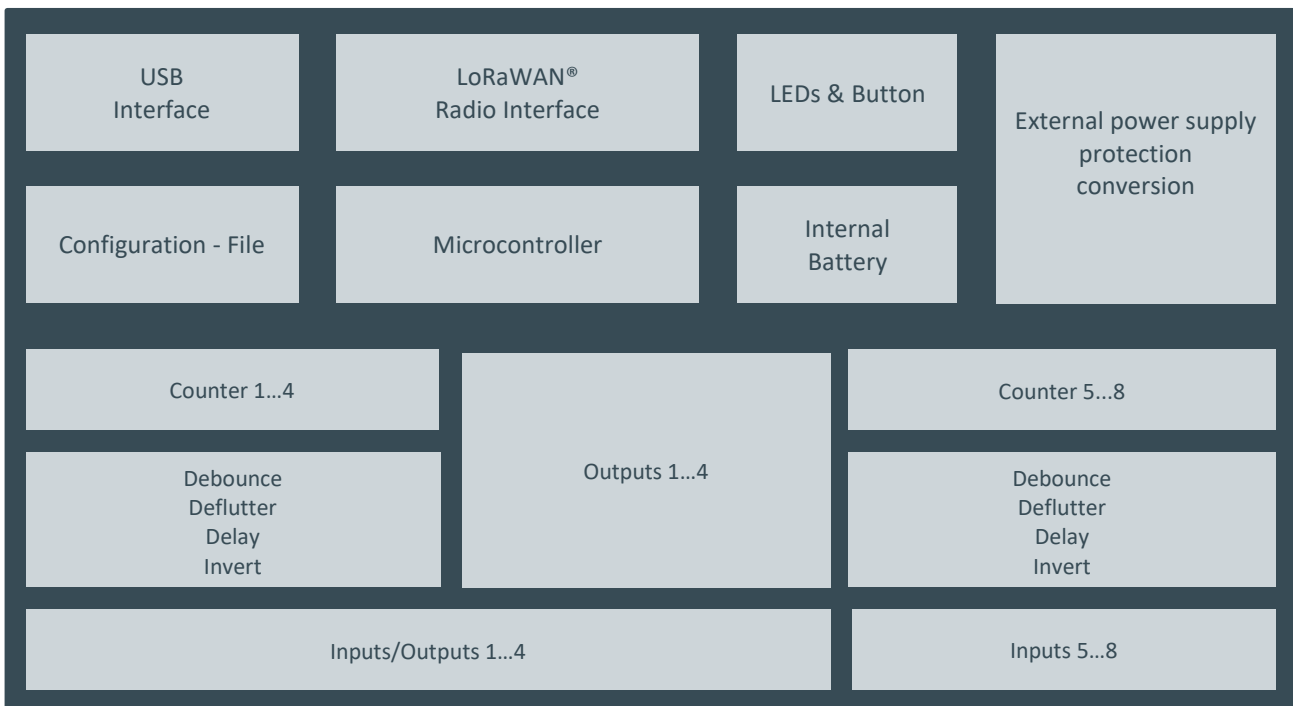 USB
Interface
LoRaWAN®
Radio Interface
LEDs & Button
External power supply
protection
conversion
Configuration - File
Microcontroller
Internal
Battery
Counter 1…4
Outputs 1…4
Counter 5...8
Debounce
Deflutter
Delay
Invert
Debounce
Deflutter
Delay
Invert
Inputs/Outputs 1…4
Inputs 5…8